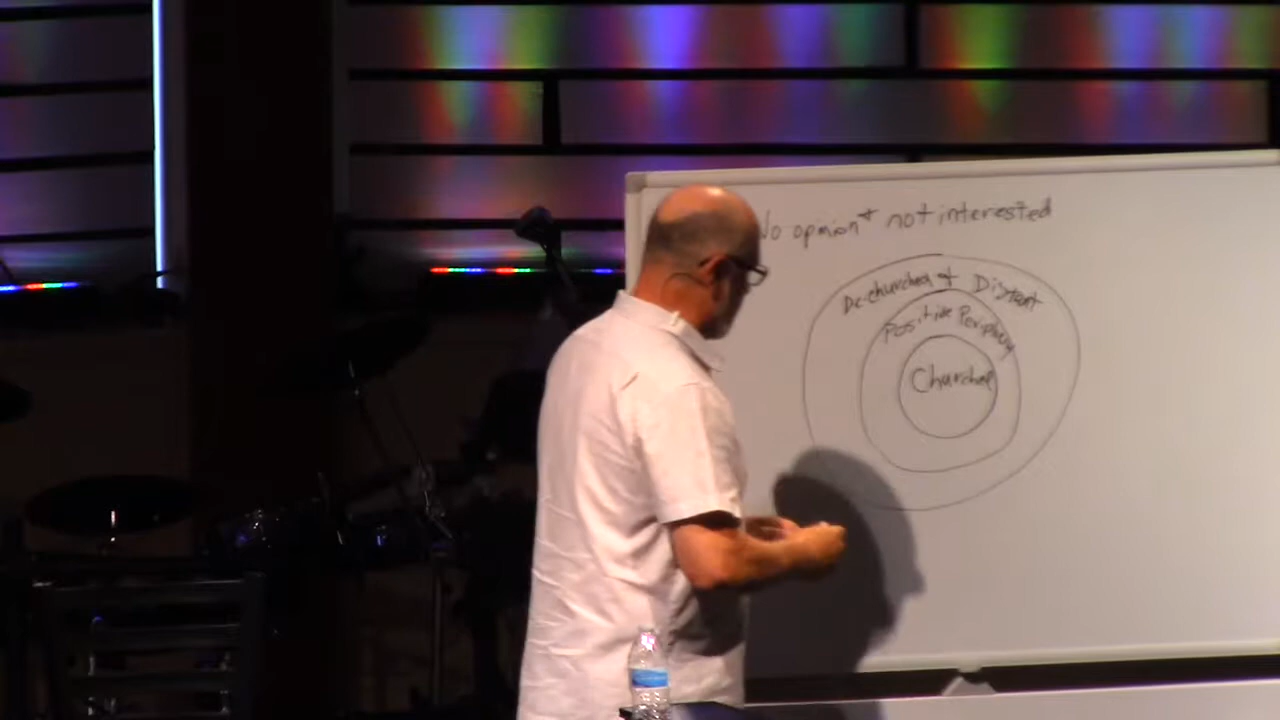 No opinion + not interested
De-churched + Distant
Positive Periphery
Churched